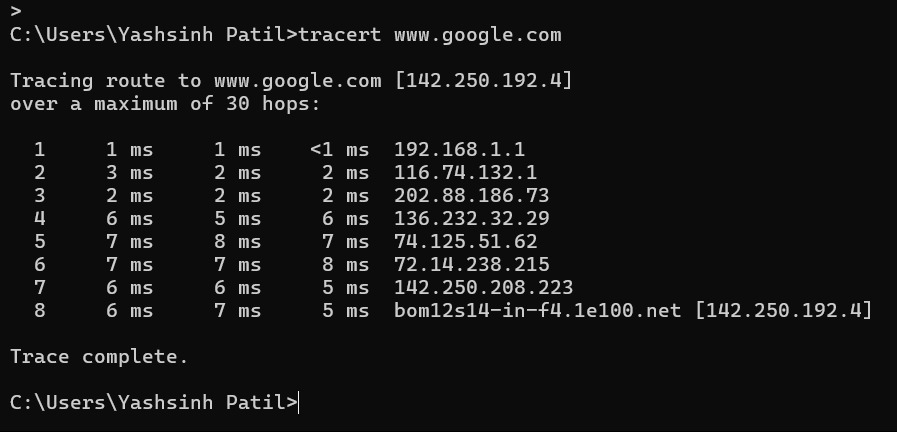 >
C:\Users\Yashsinh Patil>tracert www.google.com
Tracing route to www.google.com [142.250.192.4]
over a maximum of 30 hops:
1 1 ms 1 ms <1 ms 192.168.1.1
2 3 ms 2 ms 2 ms 116.74.132.1
3 2 ms 2 ms 2 ms 202.88.186.73
4 6 ms 5 ms 6 ms 136.232.32.29
5 7 ms 8 ms 7 ms 74.125.51.62
6 7 ms 7 ms 8 ms 72.14.238.215
7 6 ms 6 ms 5 ms 142.250.208.223
8 6 ms 7 ms 5 ms bom12s14-in-f4.1e100.net [142.250.192.4]
Trace complete.
C:\Users\Yashsinh Patil>